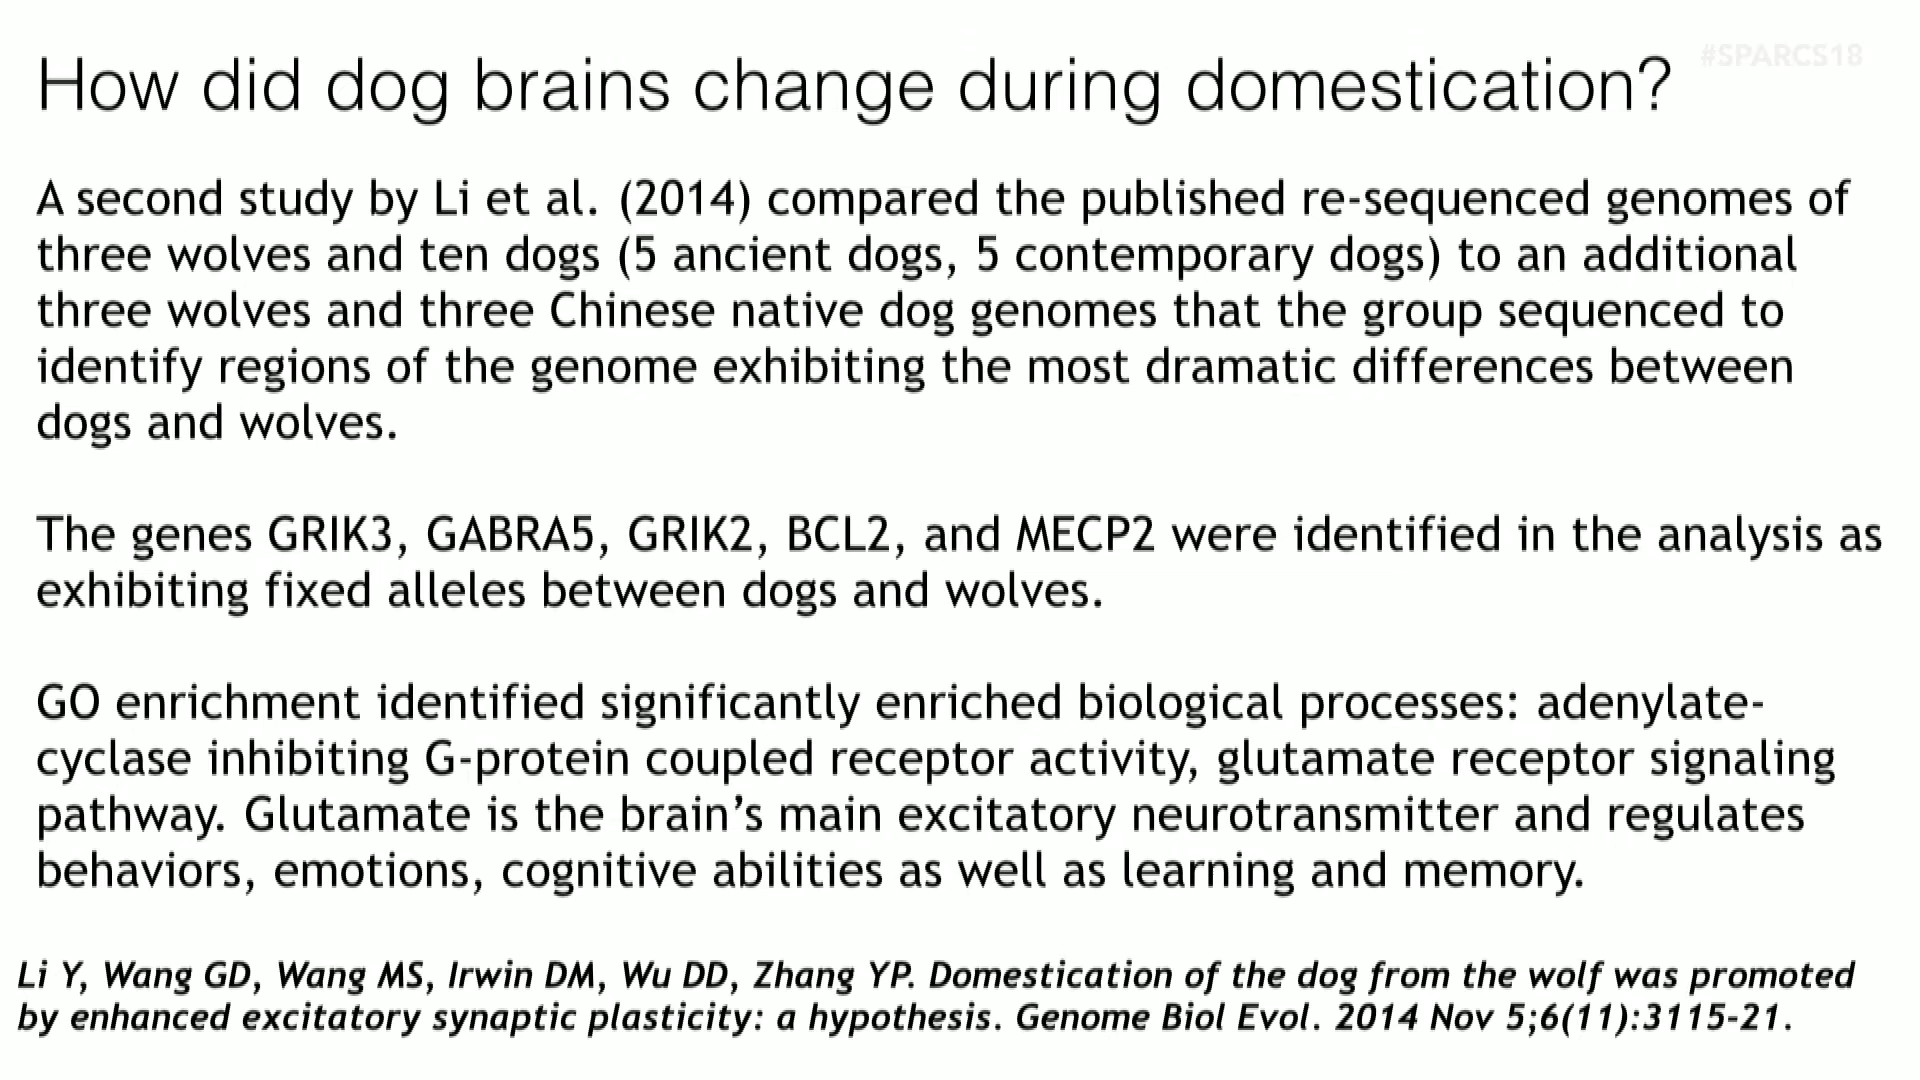 How did dog brains change during domestication?
#SPARCS18
A second study by Li et al. (2014) compared the published re-sequenced genomes of
three wolves and ten dogs (5 ancient dogs, 5 contemporary dogs) to an additional
three wolves and three Chinese native dog genomes that the group sequenced to
identify regions of the genome exhibiting the most dramatic differences between
dogs and wolves.
The genes GRIK3, GABRA5, GRIK2, BCL2, and MECP2 were identified in the analysis as
exhibiting fixed alleles between dogs and wolves.
GO enrichment identified significantly enriched biological processes: adenylate-
cyclase inhibiting G-protein coupled receptor activity, glutamate receptor signaling
pathway. Glutamate is the brain’s main excitatory neurotransmitter and regulates
behaviors, emotions, cognitive abilities as well as learning and memory.
Li Y, Wang GD, Wang MS, Irwin DM, Wu DD, Zhang YP. Domestication of the dog from the wolf was promoted
by enhanced excitatory synaptic plasticity: a hypothesis. Genome Biol Evol. 2014 Nov 5;6(11):3115-21.